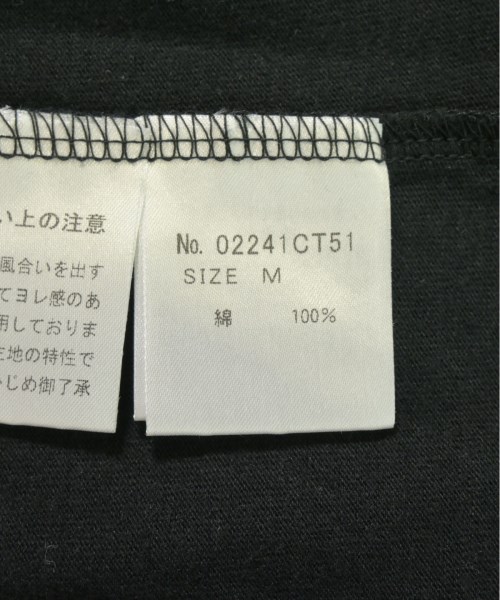 い上の注意
風合いを出す
てヨレ感のあ
用しておりま
地の特性で
じめ御了承
No. 02241CT51
SIZE M
綿 100%